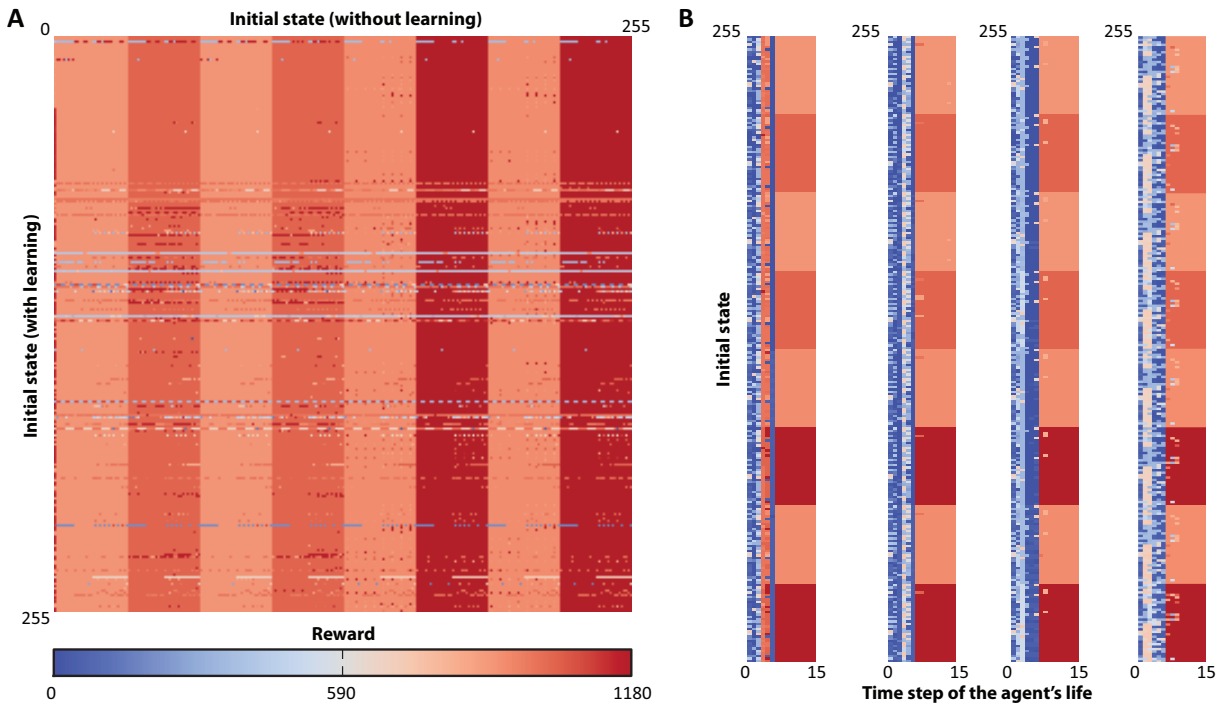 A
Initial state (without learning)
0
255
Initial state (with learning)
255
Reward
0
590
1180
B
255
255
255
255
Initial state
0
15
0
15
0
15
0
15
Time step of the agent’s life